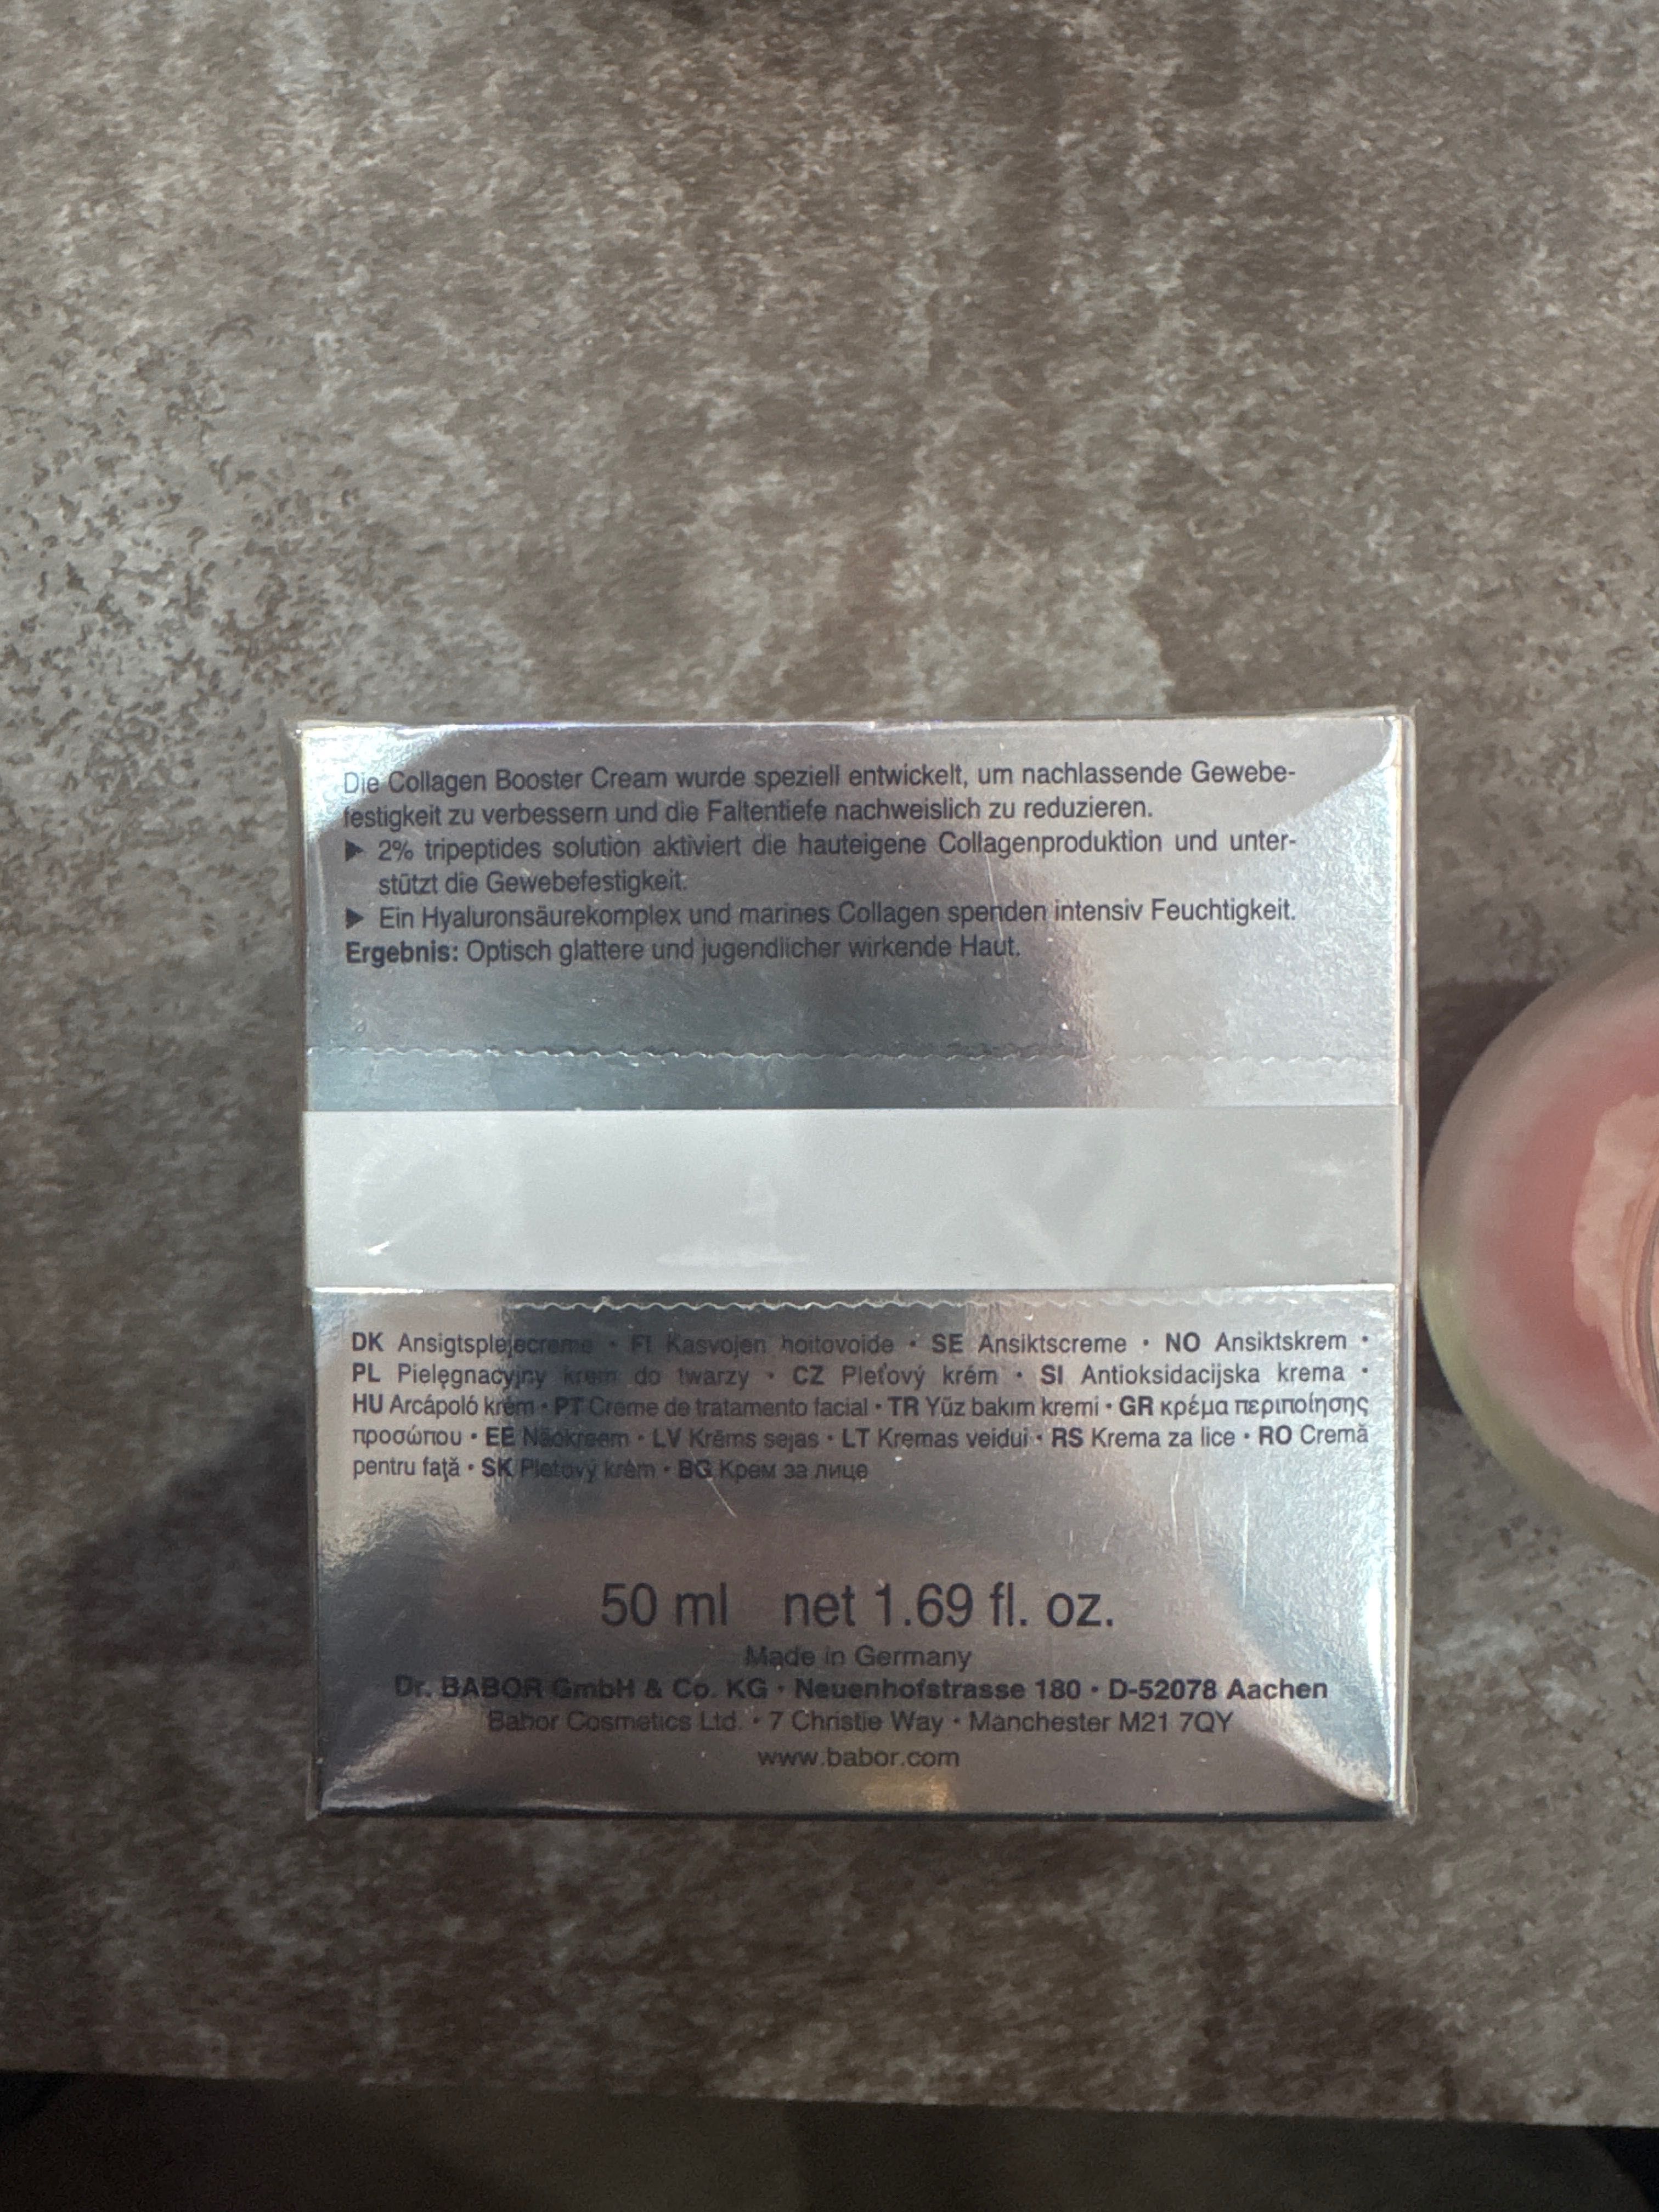 Die Collagen Booster Cream wurde speziell entwickelt, um nachlassende Gewebe-
festigkeit zu verbessern und die Faltentiefe nachweislich zu reduzieren.
▶ 2% tripeptides solution aktiviert die hauteigene Collagenproduktion und unter-
stützt die Gewebefestigkeit.
▶ Ein Hyaluronsäurekomplex und marines Collagen spenden intensiv Feuchtigkeit.
Ergebnis: Optisch glattere und jugendlicher wirkende Haut.
DK Ansigtsplejecreme • FI Kasvojen hoitovoide • SE Ansiktscreme • NO Ansiktskrem •
PL Pielęgnacyjny krem do twarzy • CZ Pleťový krém • SI Antioksidacijska krema •
HU Arcápoló krém • PT Creme de tratamento facial • TR Yüz bakım kremi • GR κρέμα περιποίησης
προσώπου • EE Näokreem • LV Krēms sejas • LT Kremas veidui • RS Krema za lice • RO Cremă
pentru faţă • SK Pleťový krém • BG Крем за лице
50 ml net 1.69 fl. oz.
Made in Germany
Dr. BABOR GmbH & Co. KG • Neuenhofstrasse 180 • D-52078 Aachen
Babor Cosmetics Ltd. • 7 Christie Way • Manchester M21 7QY
www.babor.com